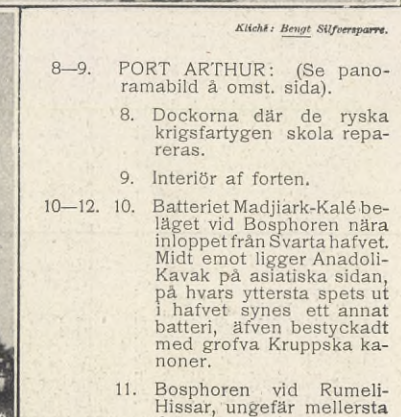 Kliché: Bengt Silfversparre.
8—9. PORT ARTHUR: (Se pano-
ramabild å omst. sida).
8. Dockorna där de ryska
krigsfartygen skola repa-
reras.
9. Interiör af forten.
10—12. 10. Batteriet Madjiark-Kalé be-
läget vid Bosphoren nära
inloppet från Svarta hafvet.
Midt emot ligger Anadoli-
Kavak på asiatiska sidan,
på hvars yttersta spets ut
i hafvet synes ett annat
batteri, äfven bestyckadt
med grofva Kruppska ka-
noner.
11. Bosphoren vid Rumeli-
Hissar, ungefär mellersta